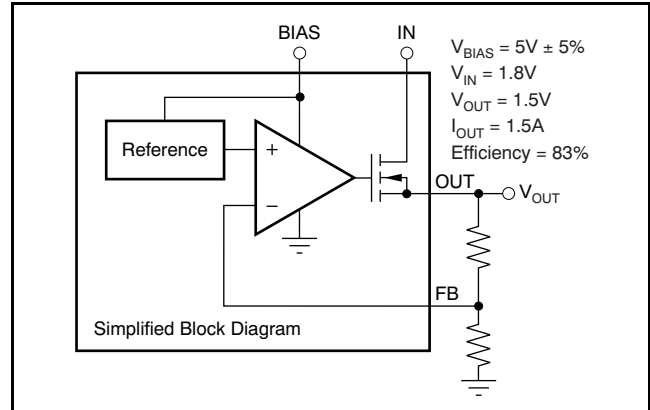 BIAS
IN
V_BIAS = 5V ± 5%
V_IN = 1.8V
V_OUT = 1.5V
I_OUT = 1.5A
Efficiency = 83%
Reference
+
−
OUT
V_OUT
FB
Simplified Block Diagram